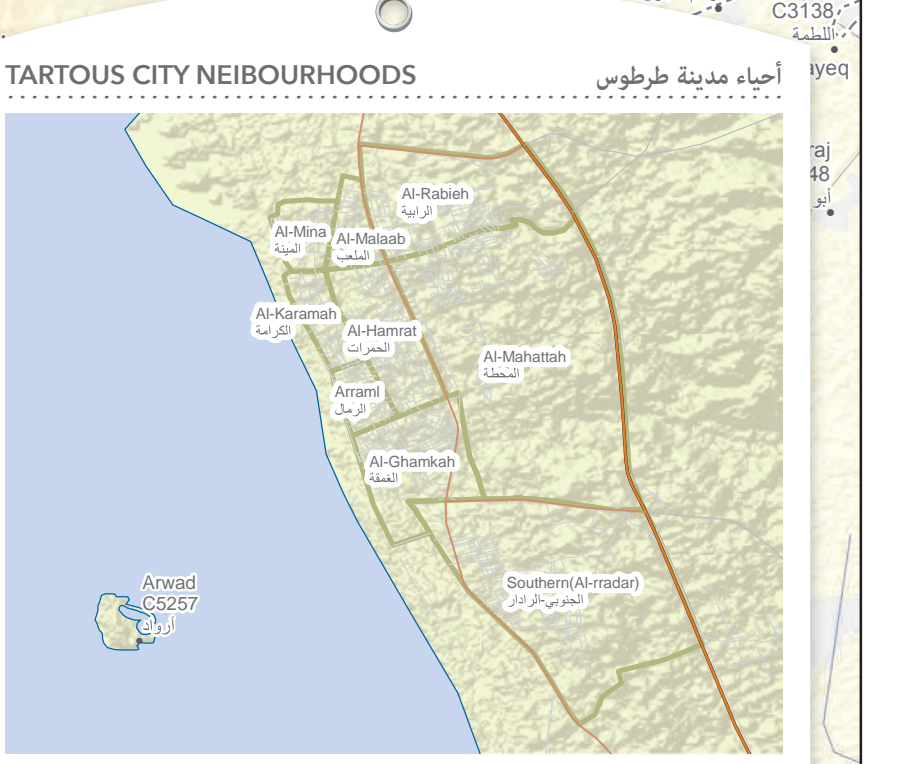 C3138
اللطمة
ayeq
TARTOUS CITY NEIBOURHOODS
أحياء مدينة طرطوس
raj
48
أبو
Al-Rabieh
الرابية
Al-Mina
المينة
Al-Malaab
الملعب
Al-Karamah
الكرامة
Al-Hamrat
الحمرات
Al-Mahattah
المحطة
Arraml
الرمال
Al-Ghamkah
الغمقة
Southern(Al-rradar)
الجنوبي-الرادار
Arwad
C5257
أرواد